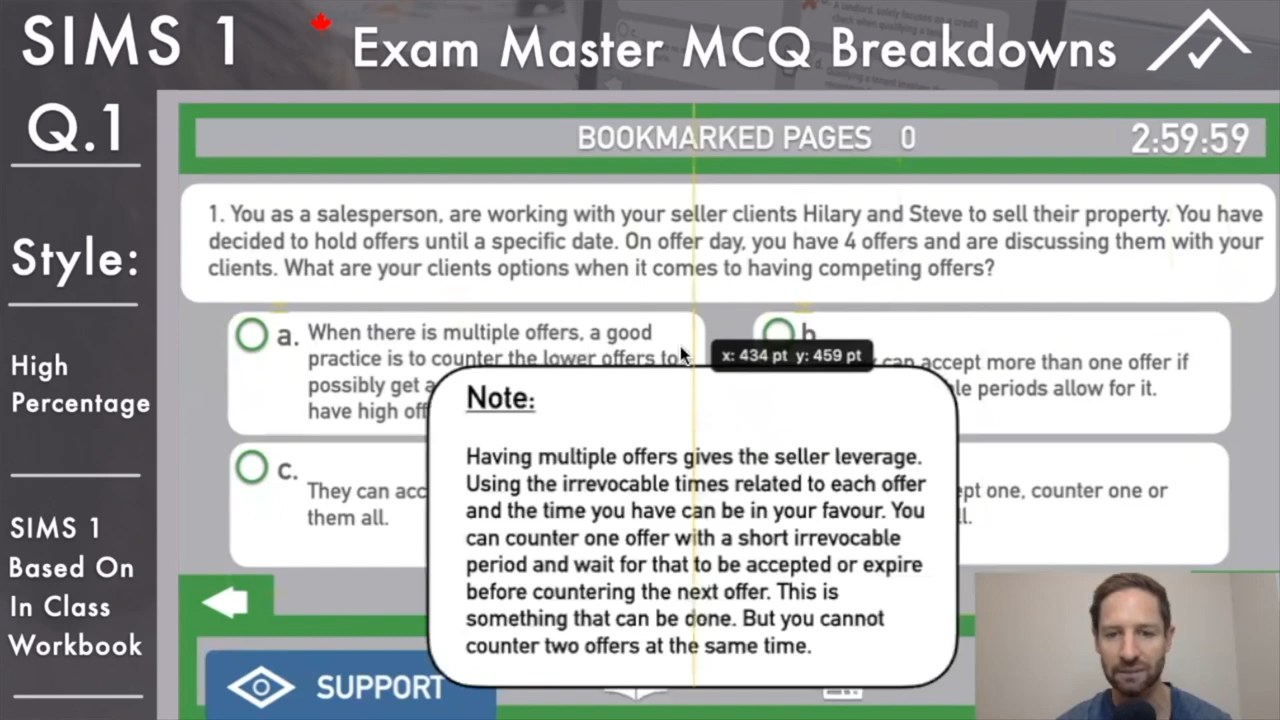 SIMS 1
Exam Master MCQ Breakdowns
Q.1
BOOKMARKED PAGES 0
2:59:59
1. You as a salesperson, are working with your seller clients Hilary and Steve to sell their property. You have
decided to hold offers until a specific date. On offer day, you have 4 offers and are discussing them with your
clients. What are your clients options when it comes to having competing offers?
Style:
High
Percentage
SIMS 1
Based On
In Class
Workbook
a. When there is multiple offers, a good
practice is to counter the lower offers to
possibly get a
have high off
b
can accept more than one offer if
le periods allow for it.
x: 434 pt y: 459 pt
c.
They can acc
them all.
ept one, counter one or
l.
Note:
Having multiple offers gives the seller leverage.
Using the irrevocable times related to each offer
and the time you have can be in your favour. You
can counter one offer with a short irrevocable
period and wait for that to be accepted or expire
before countering the next offer. This is
something that can be done. But you cannot
counter two offers at the same time.
SUPPORT